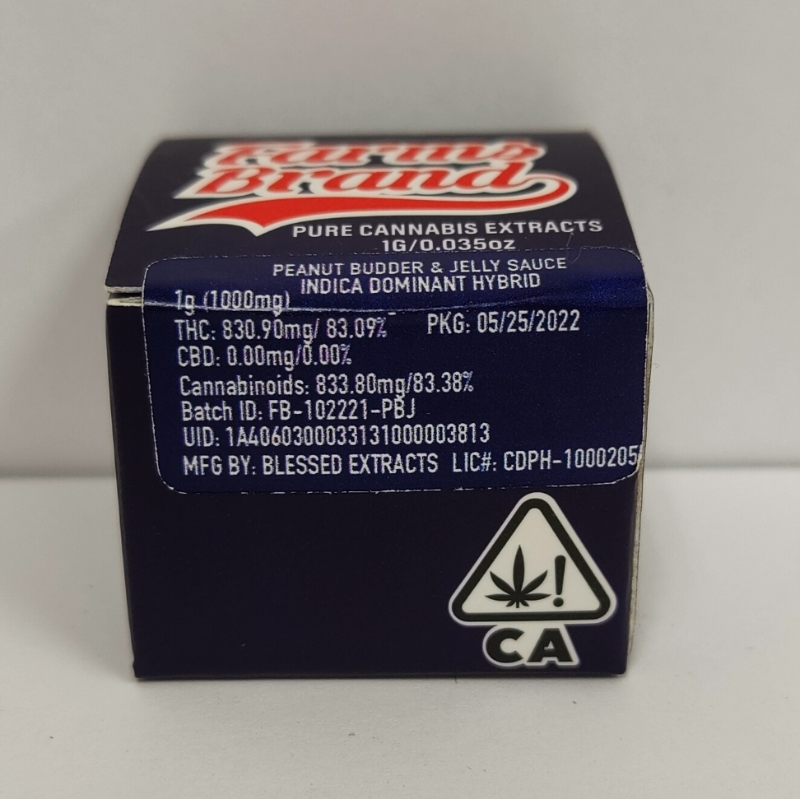 Farmz
Brand
PURE CANNABIS EXTRACTS
1G/0.035oz
PEANUT BUDDER & JELLY SAUCE
INDICA DOMINANT HYBRID
1g (1000mg)
THC: 830.90mg/ 83.09% PKG: 05/25/2022
CBD: 0.00mg/0.00%
Cannabinoids: 833.80mg/83.38%
Batch ID: FB-102221-PBJ
UID: 1A4060300033131000003813
MFG BY: BLESSED EXTRACTS LIC#: CDPH-1000205
!
CA